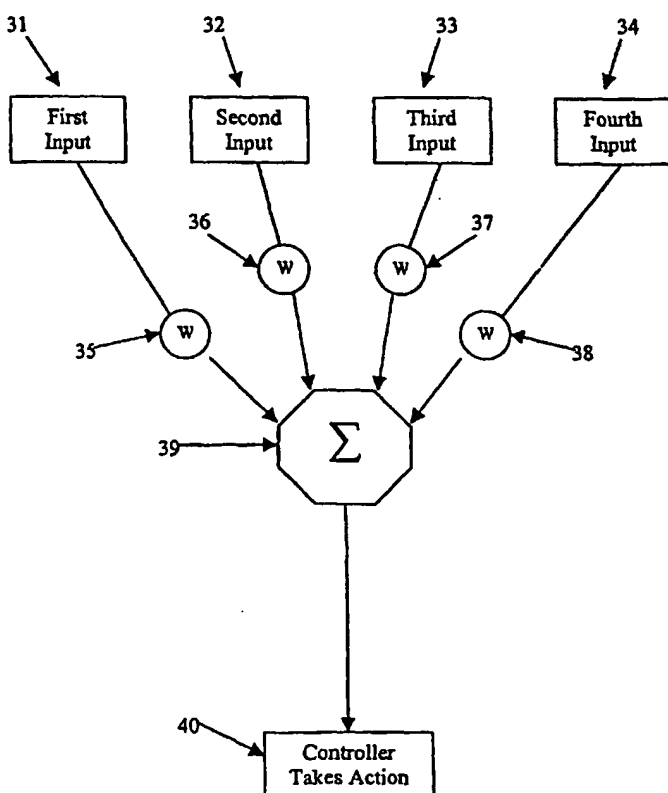 31
32
33
34
First
Input
Second
Input
Third
Input
Fourth
Input
36
W
W
37
35
W
W
38
39
Σ
40
Controller
Takes Action